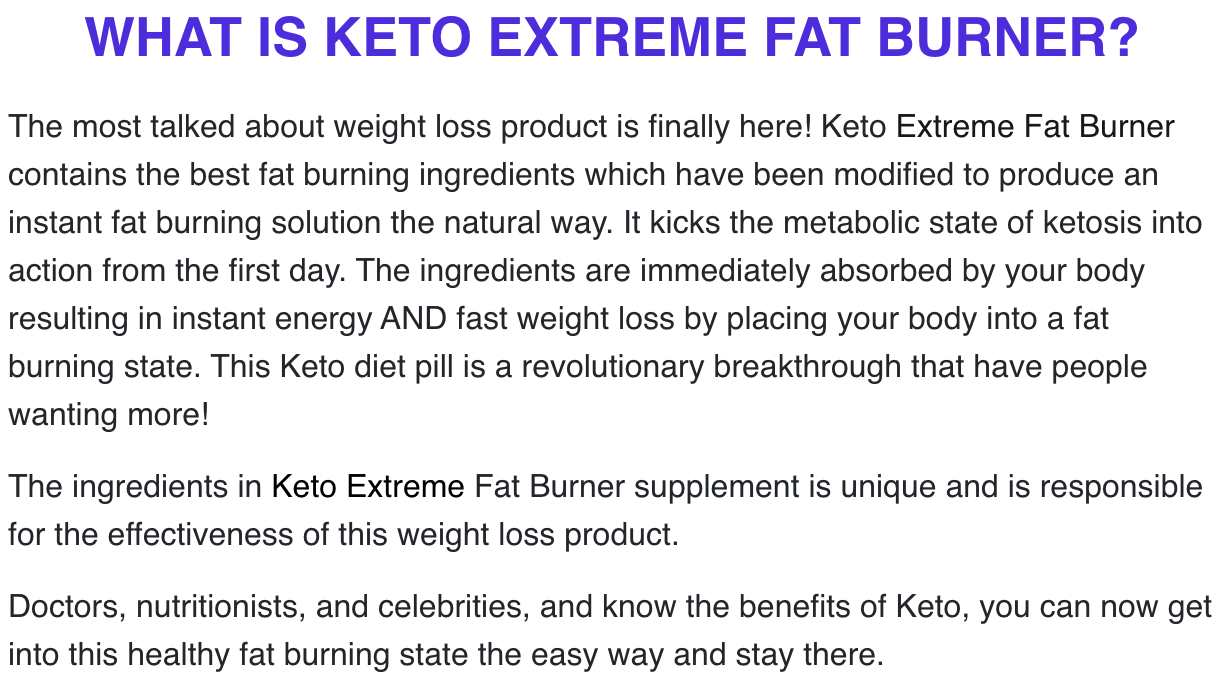 WHAT IS KETO EXTREME FAT BURNER?
The most talked about weight loss product is finally here! Keto Extreme Fat Burner
contains the best fat burning ingredients which have been modified to produce an
instant fat burning solution the natural way. It kicks the metabolic state of ketosis into
action from the first day. The ingredients are immediately absorbed by your body
resulting in instant energy AND fast weight loss by placing your body into a fat
burning state. This Keto diet pill is a revolutionary breakthrough that have people
wanting more!
The ingredients in Keto Extreme Fat Burner supplement is unique and is responsible
for the effectiveness of this weight loss product.
Doctors, nutritionists, and celebrities, and know the benefits of Keto, you can now get
into this healthy fat burning state the easy way and stay there.